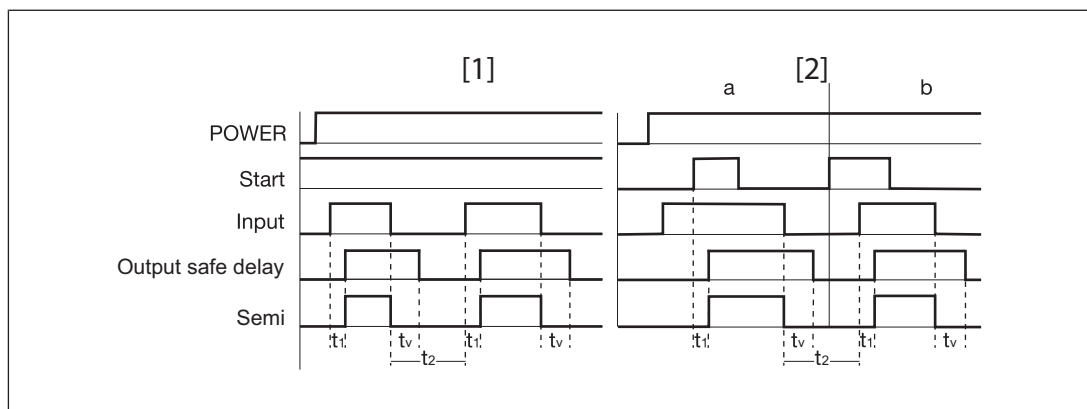 [1] [2]
a b
POWER
Start
Input
Output safe delay
Semi
t1 tv t1 tv t1 tv t1 tv
t2 t2